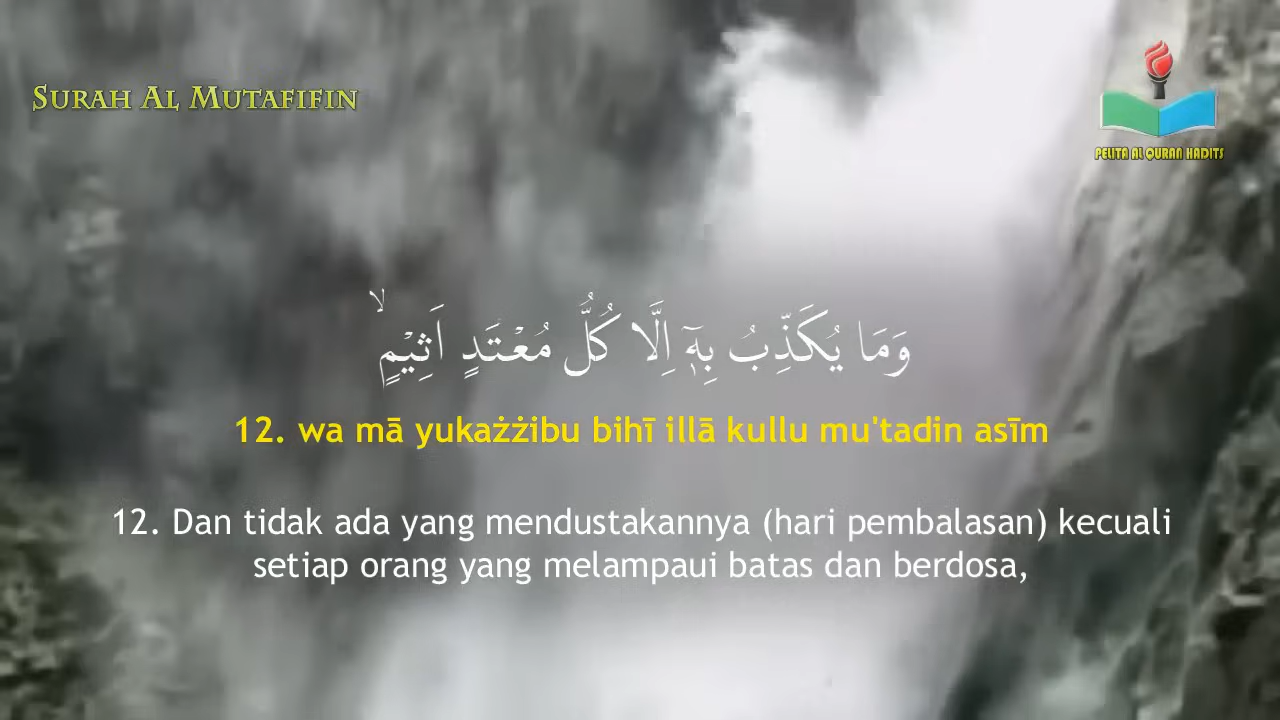 SURAH AL MUTAFIFIN
PELITA AL QURAN HADITS
وَمَا يُكَذِّبُ بِهٖٓ اِلَّا كُلُّ مُعْتَدٍ اَثِيْمٍۙ
12. wa mā yukażżibu bihī illā kullu mu'tadin asīm
12. Dan tidak ada yang mendustakannya (hari pembalasan) kecuali
setiap orang yang melampaui batas dan berdosa,